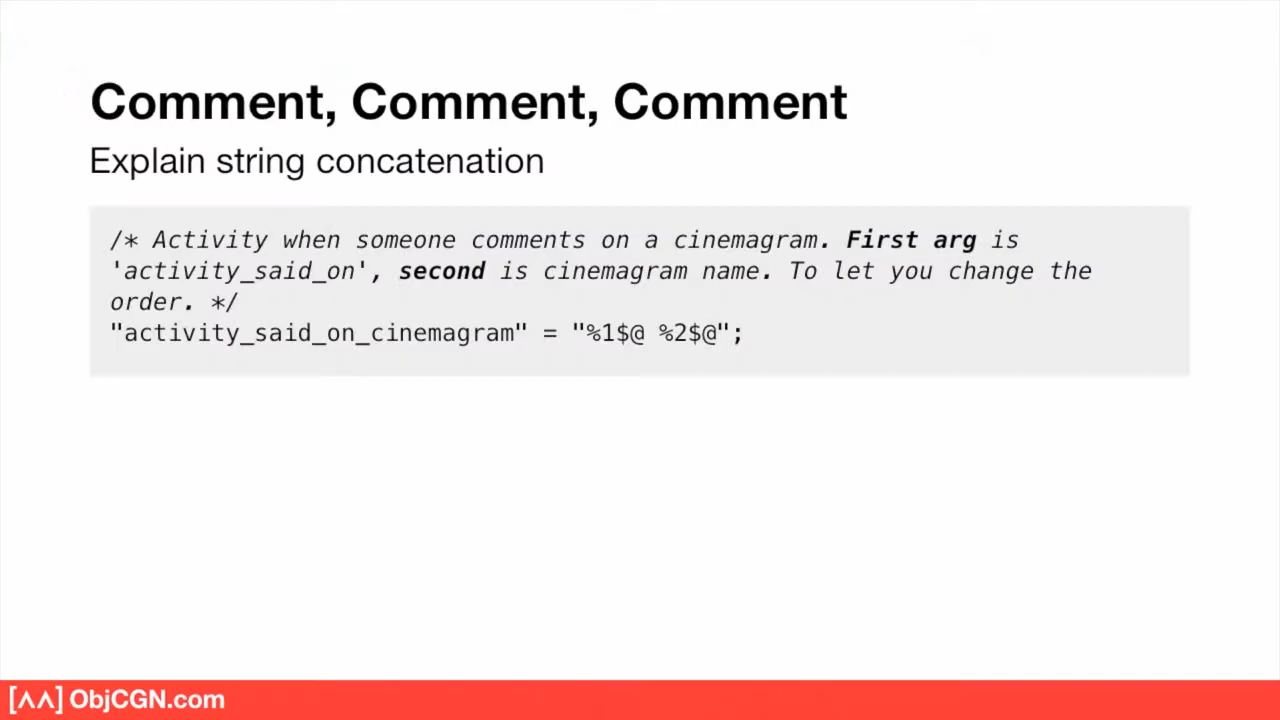 Comment, Comment, Comment
Explain string concatenation
/* Activity when someone comments on a cinemagram. First arg is
'activity_said_on', second is cinemagram name. To let you change the
order. */
"activity_said_on_cinemagram" = "%1$@ %2$@";
[ʌʌ] ObjCGN.com